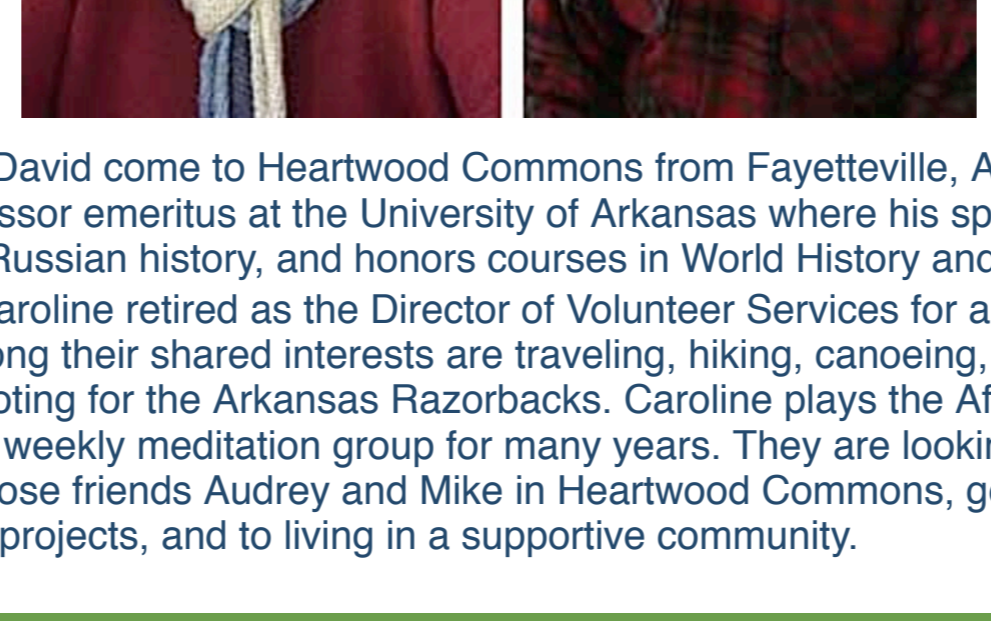 David come to Heartwood Commons from Fayetteville, A
ssor emeritus at the University of Arkansas where his sp
Russian history, and honors courses in World History and
aroline retired as the Director of Volunteer Services for a
ong their shared interests are traveling, hiking, canoeing,
oting for the Arkansas Razorbacks. Caroline plays the Af
weekly meditation group for many years. They are lookin
ose friends Audrey and Mike in Heartwood Commons, ge
projects, and to living in a supportive community.